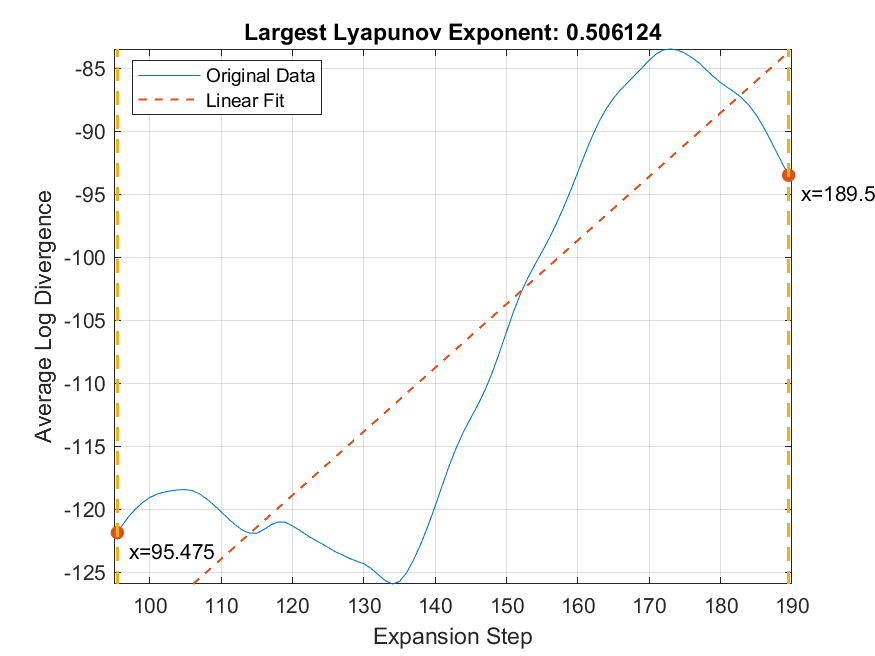 Largest Lyapunov Exponent: 0.506124
Original Data
Linear Fit
-85
-90
-95
-100
-105
-110
-115
-120
-125
Average Log Divergence
x=189.5
x=95.475
100 110 120 130 140 150 160 170 180 190
Expansion Step